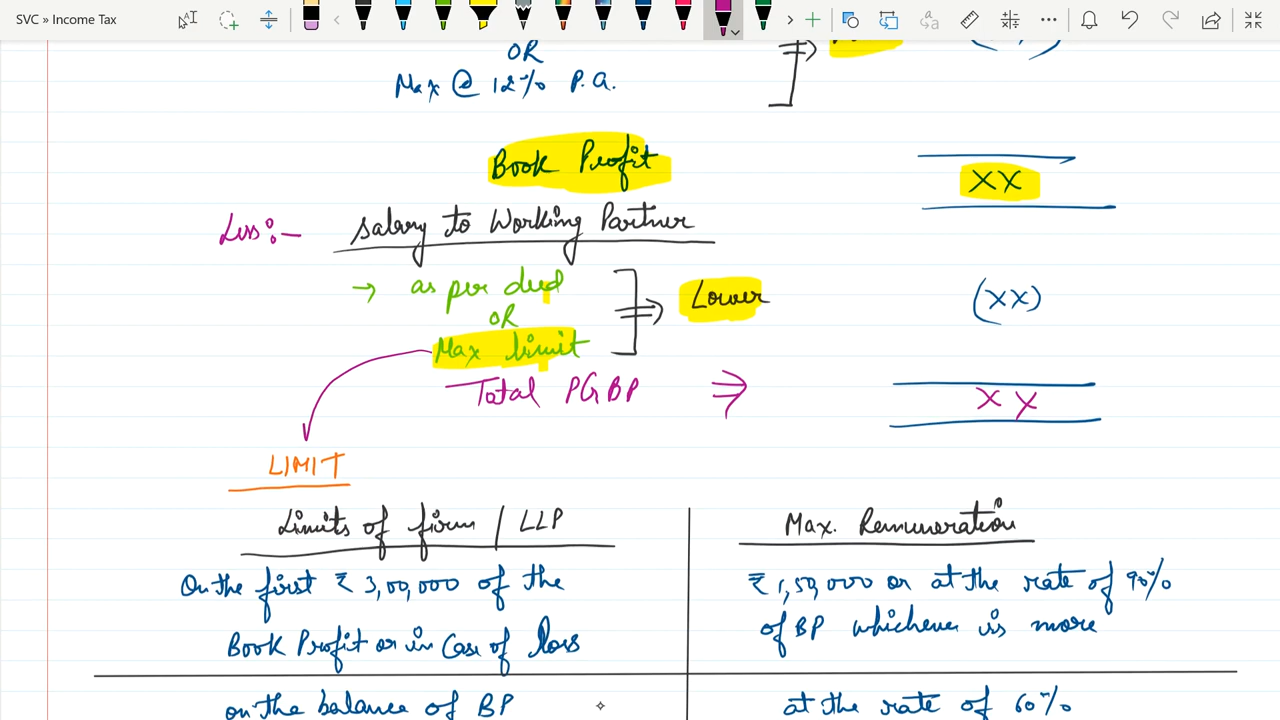 SVC » Income Tax
OR
Max @ 12% P.a.
Book Profit
XX
Less:-
Salary to Working Partner
→ as per deed
OR
Max limit
Lower
(XX)
Total PGBP
XX
LIMIT
Limits of firm / LLP
Max. Remuneration
On the first ₹ 3,00,000 of the
Book Profit or in Case of loss
₹ 1,50,000 or at the rate of 90%
of BP whichever is more
on the balance of BP
at the rate of 60%